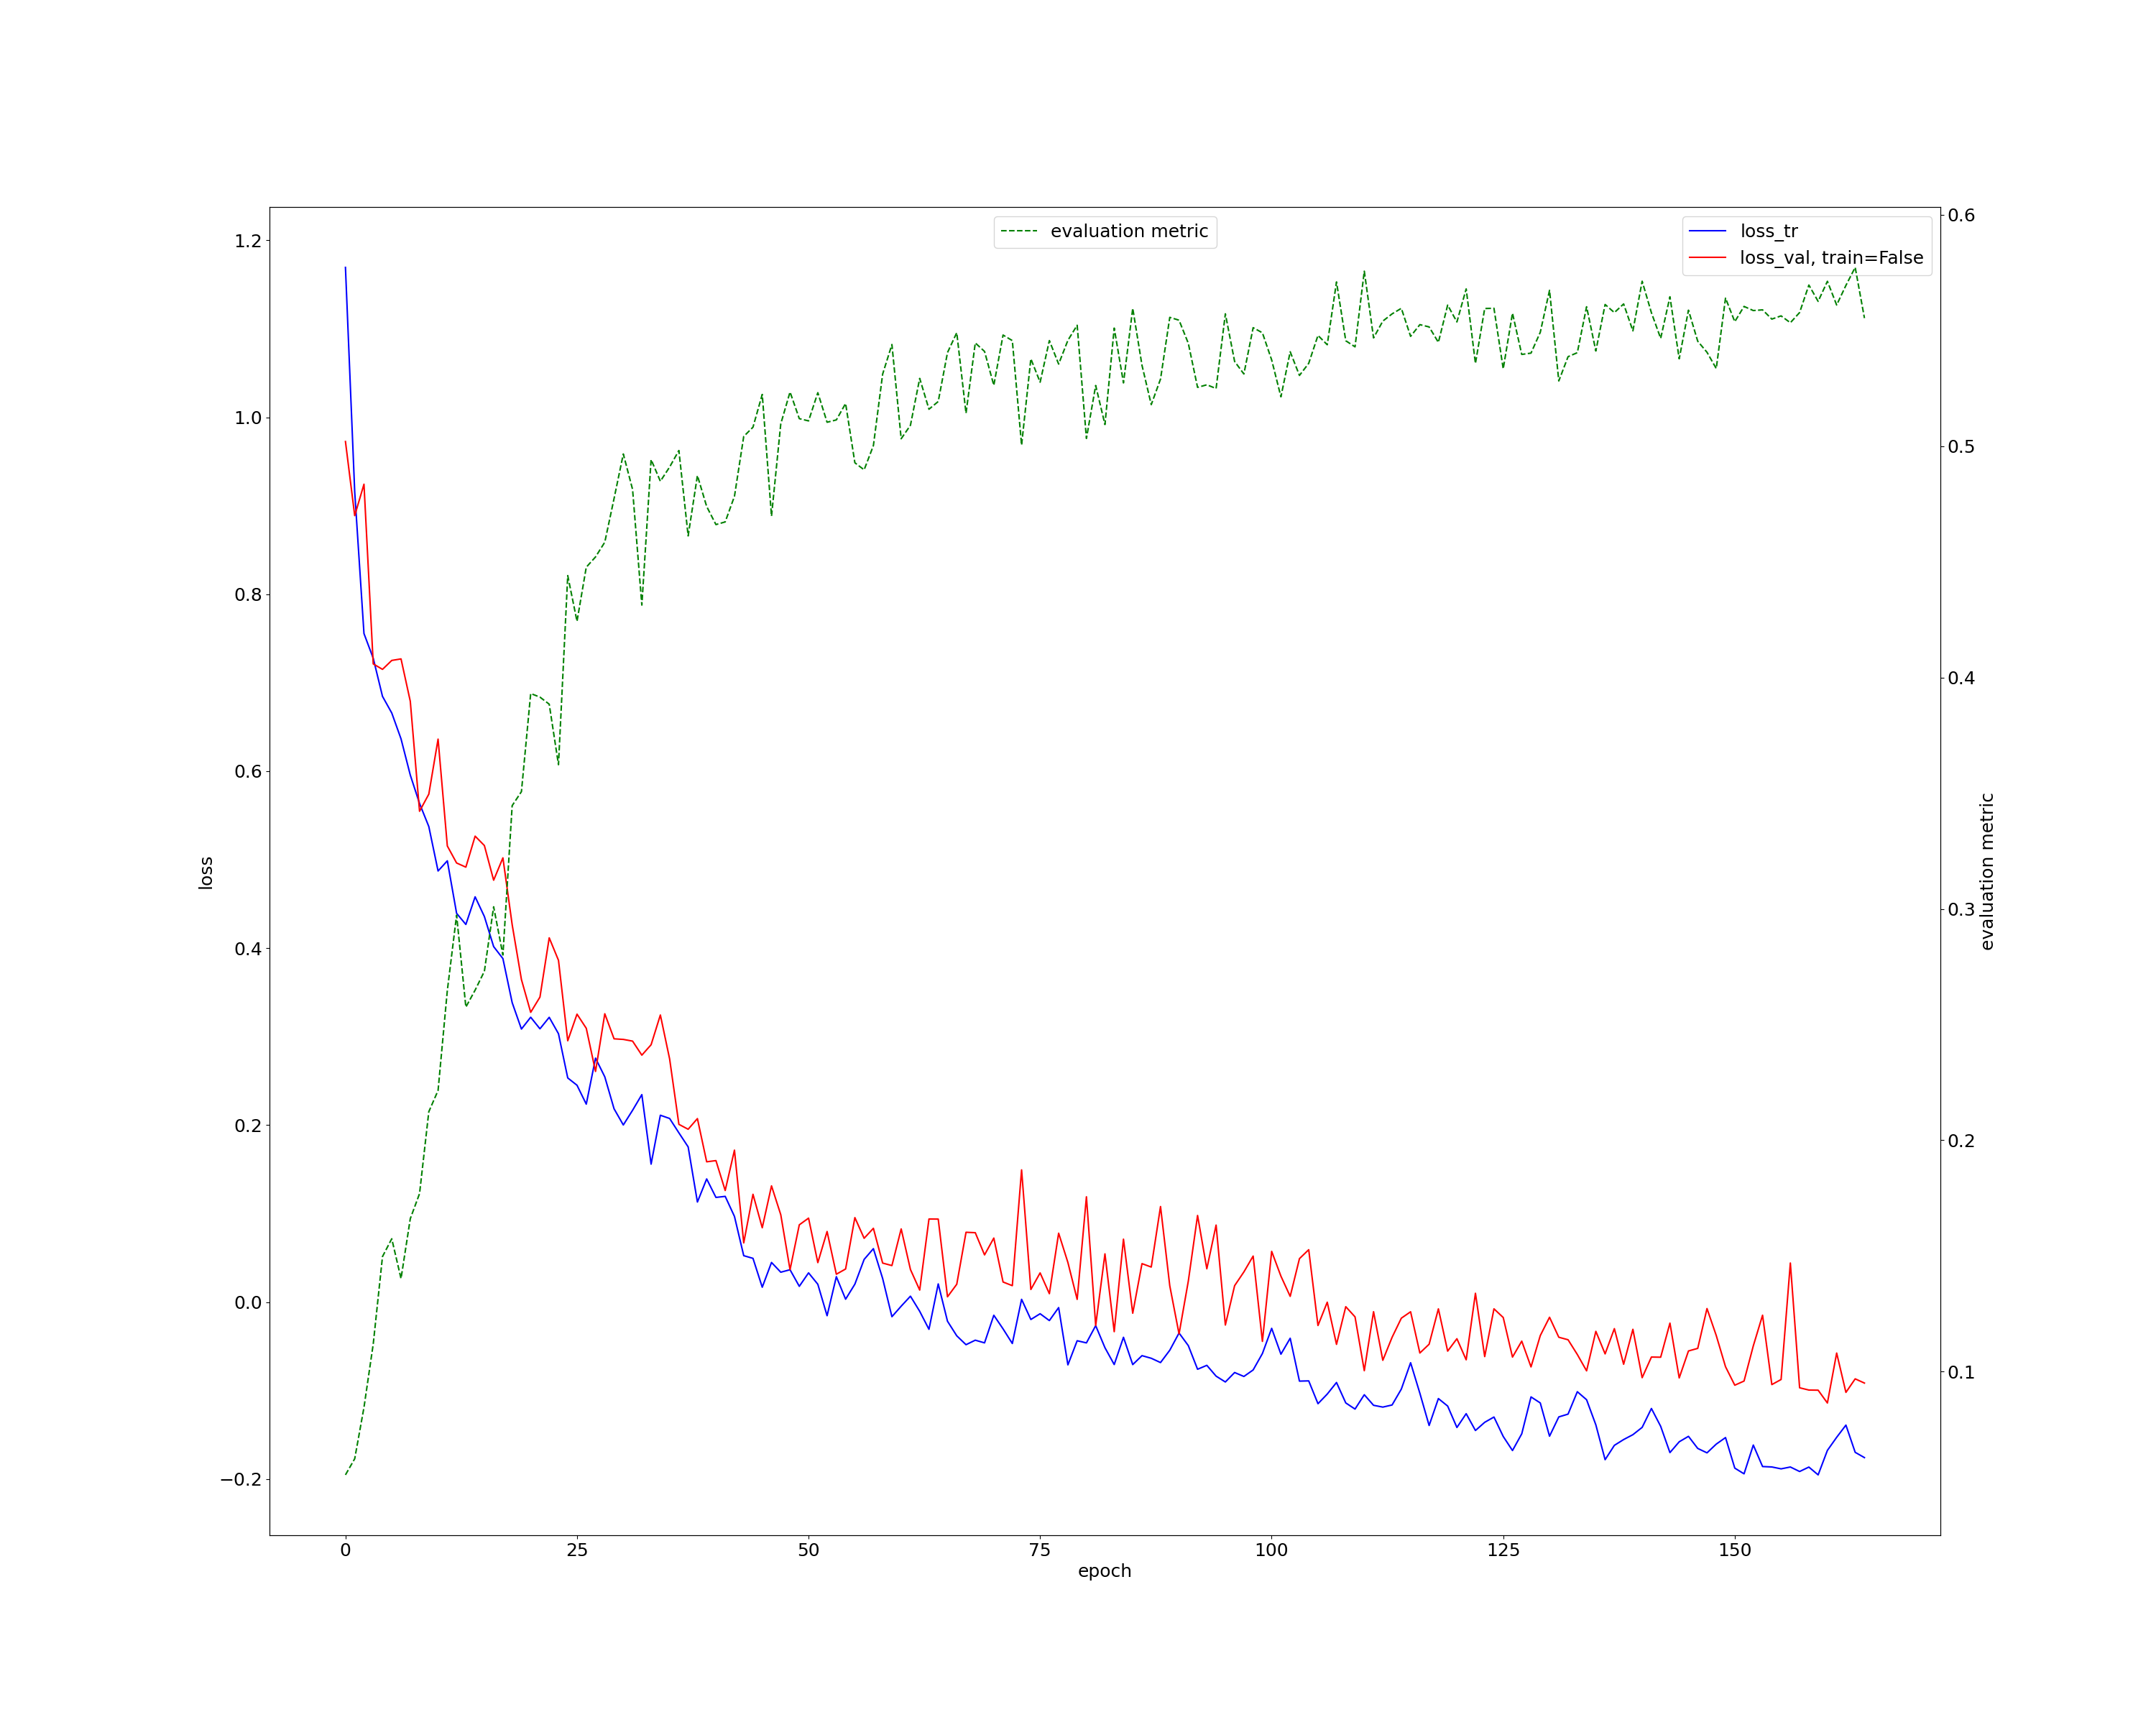 evaluation metric
loss_tr
loss_val, train=False
1.2
1.0
0.8
0.6
0.4
0.2
0.0
−0.2
loss
0.6
0.5
0.4
0.3
0.2
0.1
evaluation metric
0 25 50 75 100 125 150
epoch